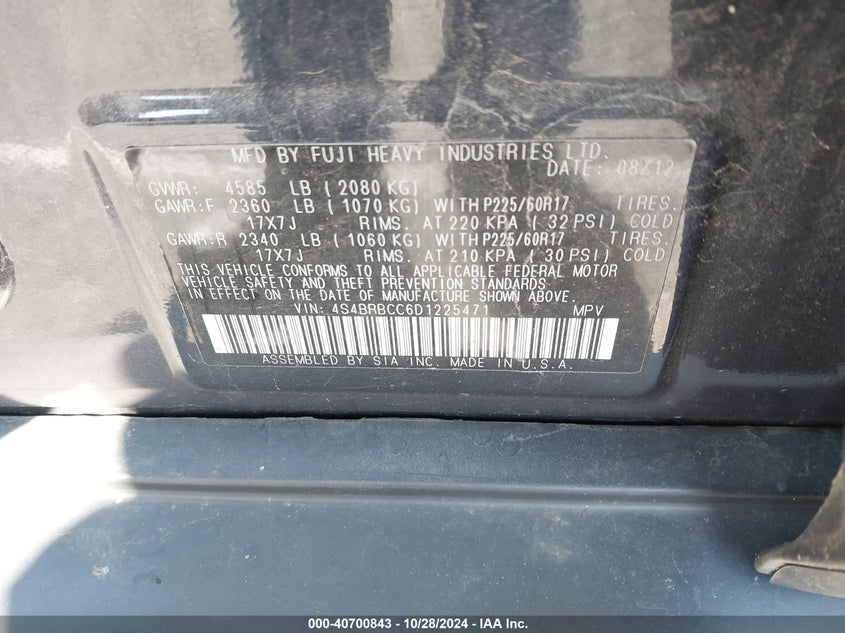 MFD BY FUJI HEAVY INDUSTRIES LTD.
DATE: 08/12
GVWR: 4585 LB (2080 KG)
GAWR:F 2360 LB (1070 KG) WITH P225/60R17 TIRES.
17X7J RIMS. AT 220 KPA (32 PSI) COLD
GAWR:R 2340 LB (1060 KG) WITH P225/60R17 TIRES.
17X7J RIMS. AT 210 KPA (30 PSI) COLD
THIS VEHICLE CONFORMS TO ALL APPLICABLE FEDERAL MOTOR
VEHICLE SAFETY AND THEFT PREVENTION STANDARDS
IN EFFECT ON THE DATE OF MANUFACTURE SHOWN ABOVE.
VIN: 4S4BRBCC6D1225471 MPV
ASSEMBLED BY SIA INC. MADE IN U.S.A.
000-40700843 - 10/28/2024 - IAA Inc.